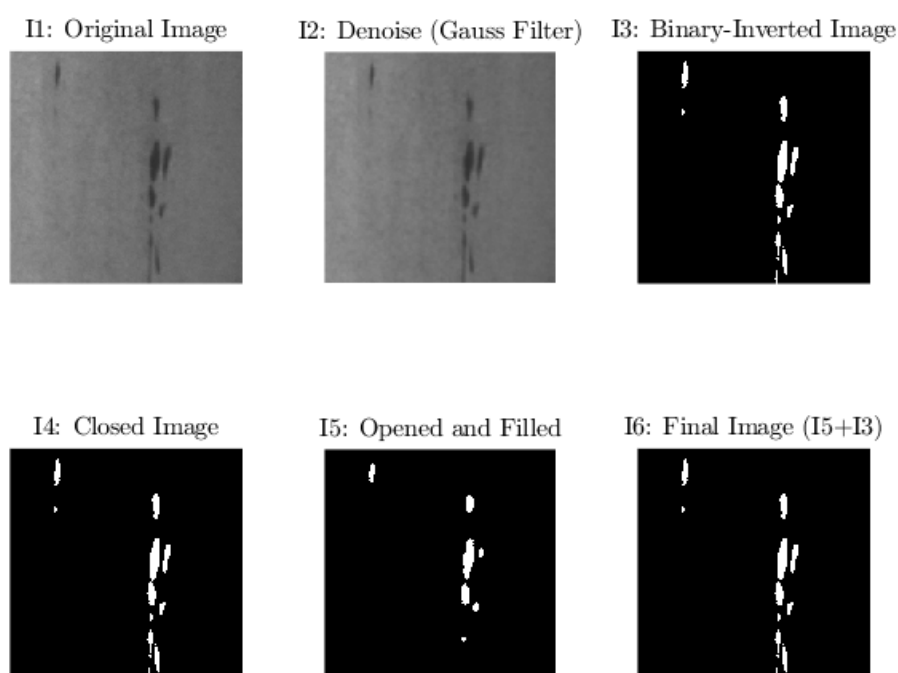 I1: Original Image
I2: Denoise (Gauss Filter)
I3: Binary-Inverted Image
I4: Closed Image
I5: Opened and Filled
I6: Final Image (I5+I3)